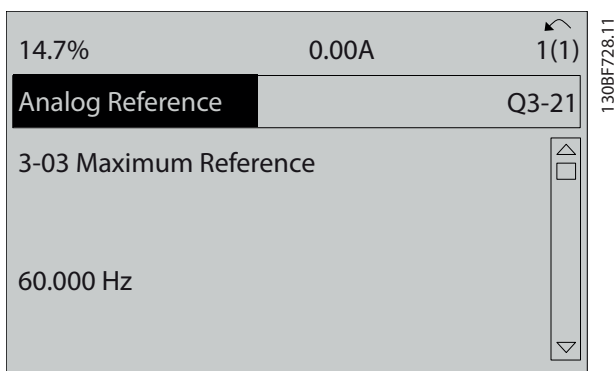 14.7% 0.00A 1(1)
Analog Reference Q3-21
3-03 Maximum Reference
60.000 Hz
130BF728.11